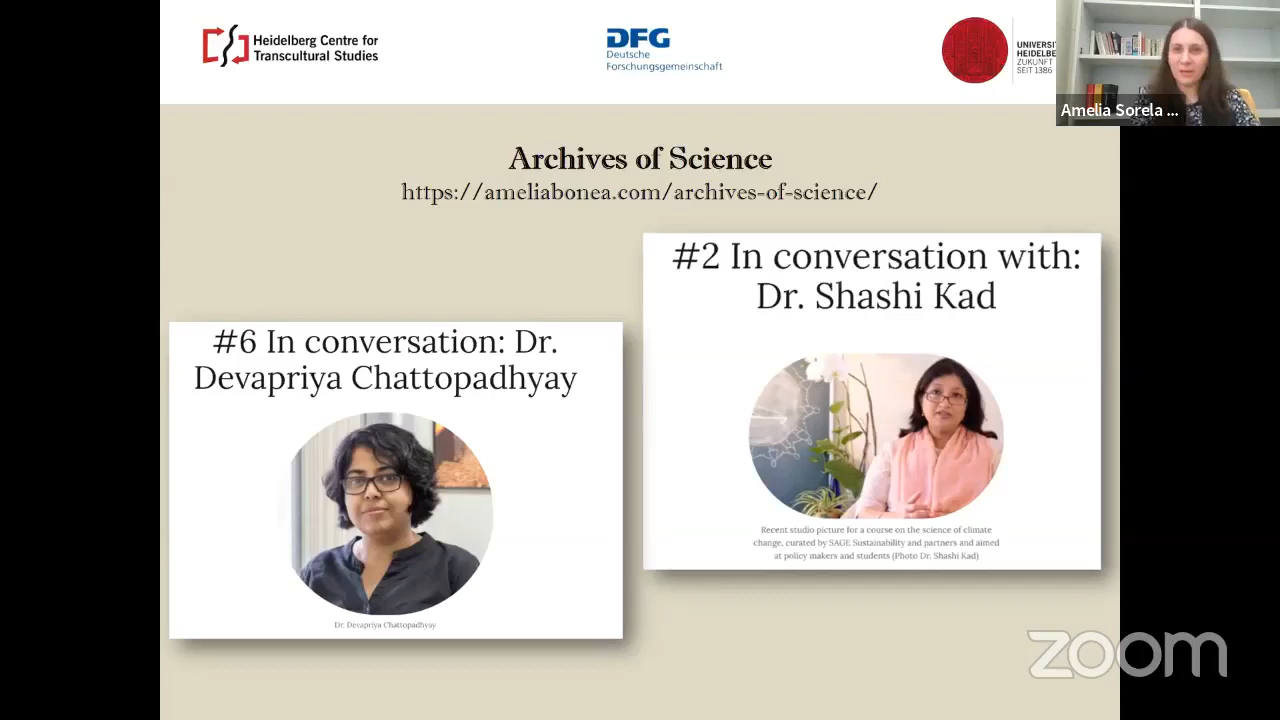 Heidelberg Centre for
Transcultural Studies
DFG
Deutsche
Forschungsgemeinschaft
UNIVERSIT
HEIDELBE
ZUKUNFT
SEIT 1386
Amelia Sorela ...
Archives of Science
https://ameliabonea.com/archives-of-science/
#2 In conversation with:
Dr. Shashi Kad
Recent studio picture for a course on the science of climate
change, curated by SAGE Sustainability and partners and aimed
at policy makers and students (Photo Dr. Shashi Kad)
#6 In conversation: Dr.
Devapriya Chattopadhyay
Dr. Devapriya Chattopadhyay
zoom